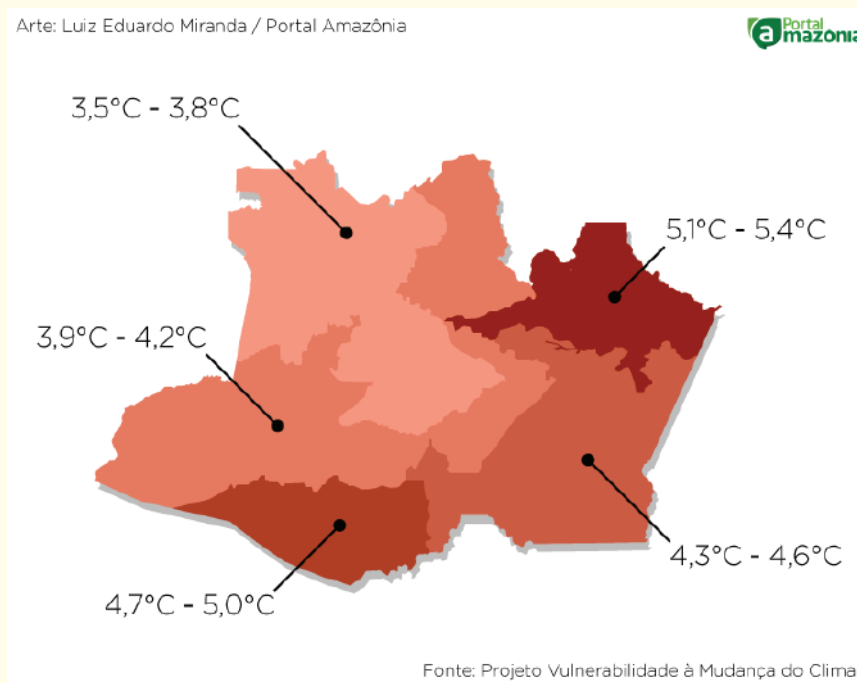 Arte: Luiz Eduardo Miranda / Portal Amazônia
Portal
amazônia
3,5°C - 3,8°C
5,1°C - 5,4°C
3,9°C - 4,2°C
4,3°C - 4,6°C
4,7°C - 5,0°C
Fonte: Projeto Vulnerabilidade à Mudança do Clima